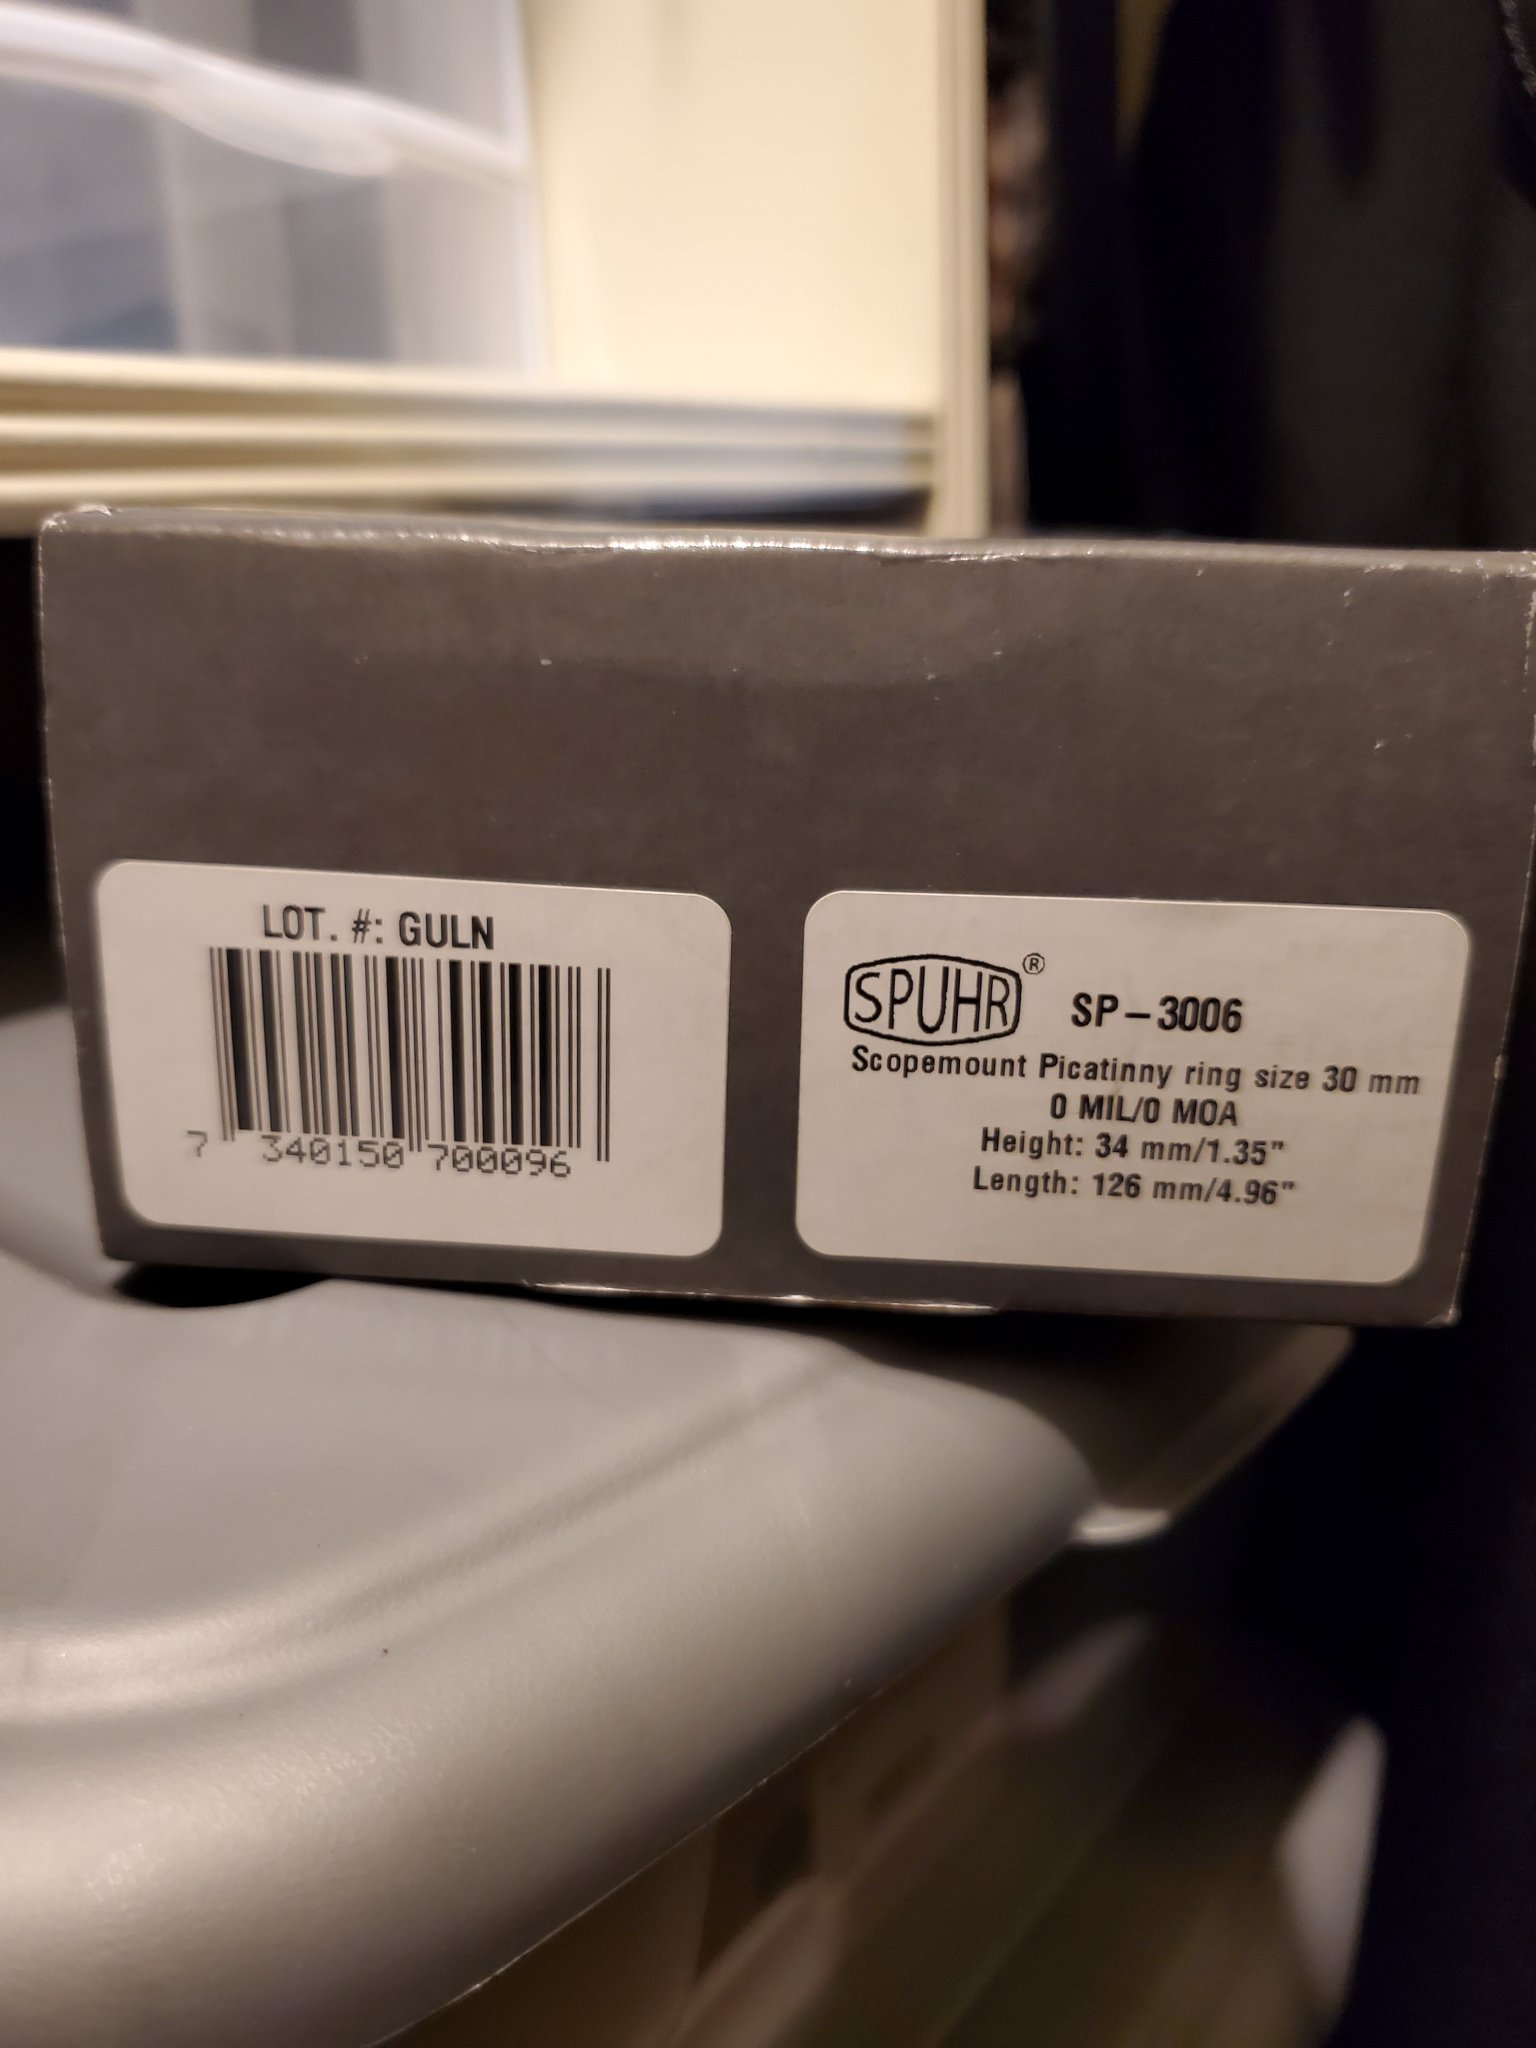 LOT. #: GULN
7 340150 700096
SPUHR® SP-3006
Scopemount Picatinny ring size 30 mm
0 MIL/0 MOA
Height: 34 mm/1.35"
Length: 126 mm/4.96"